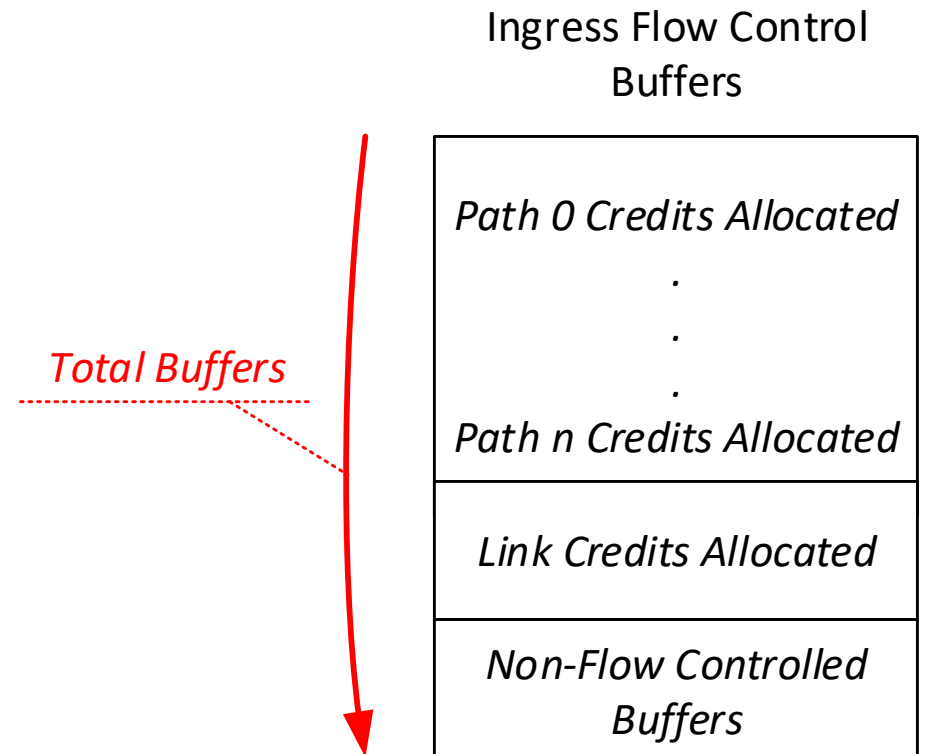 Ingress Flow Control
Buffers
Path 0 Credits Allocated
.
.
.
Path n Credits Allocated
Total Buffers
Link Credits Allocated
Non-Flow Controlled
Buffers